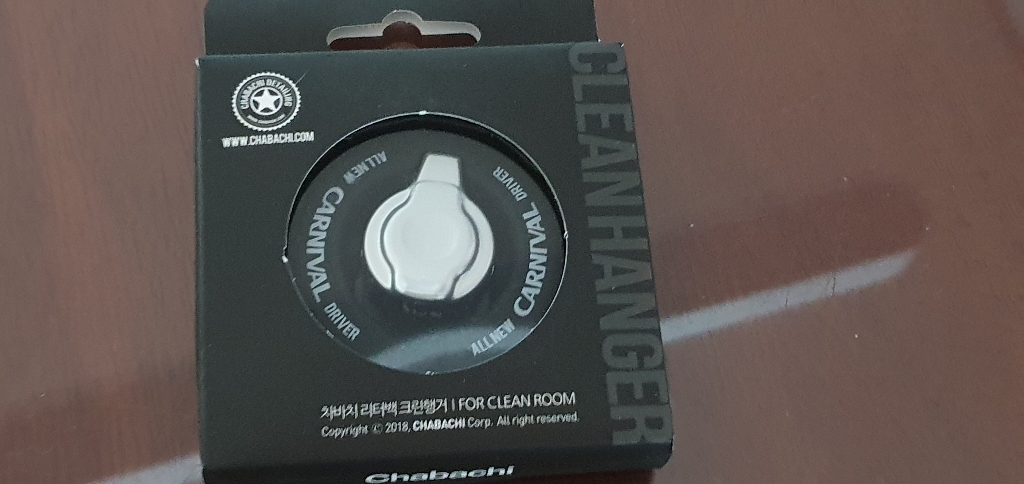 CHABACHI DETAILING
WWW.CHABACHI.COM
ALL NEW CARNIVAL DRIVER
ALL NEW CARNIVAL DRIVER
CLEANHANGER
차바치 리터백 크린행거 | FOR CLEAN ROOM
Copyright ⓒ 2018, CHABACHI Corp. All right reserved.
Chabachi